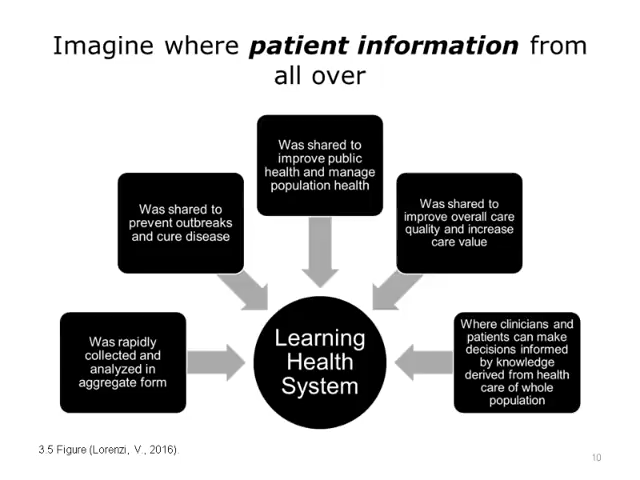 Imagine where patient information from
all over
Was shared to
improve public
health and manage
population health
Was shared to
prevent outbreaks
and cure disease
Was shared to
improve overall care
quality and increase
care value
Was rapidly
collected and
analyzed in
aggregate form
Learning
Health
System
Where clinicians and
patients can make
decisions informed
by knowledge
derived from health
care of whole
population
3.5 Figure (Lorenzi, V., 2016).
10